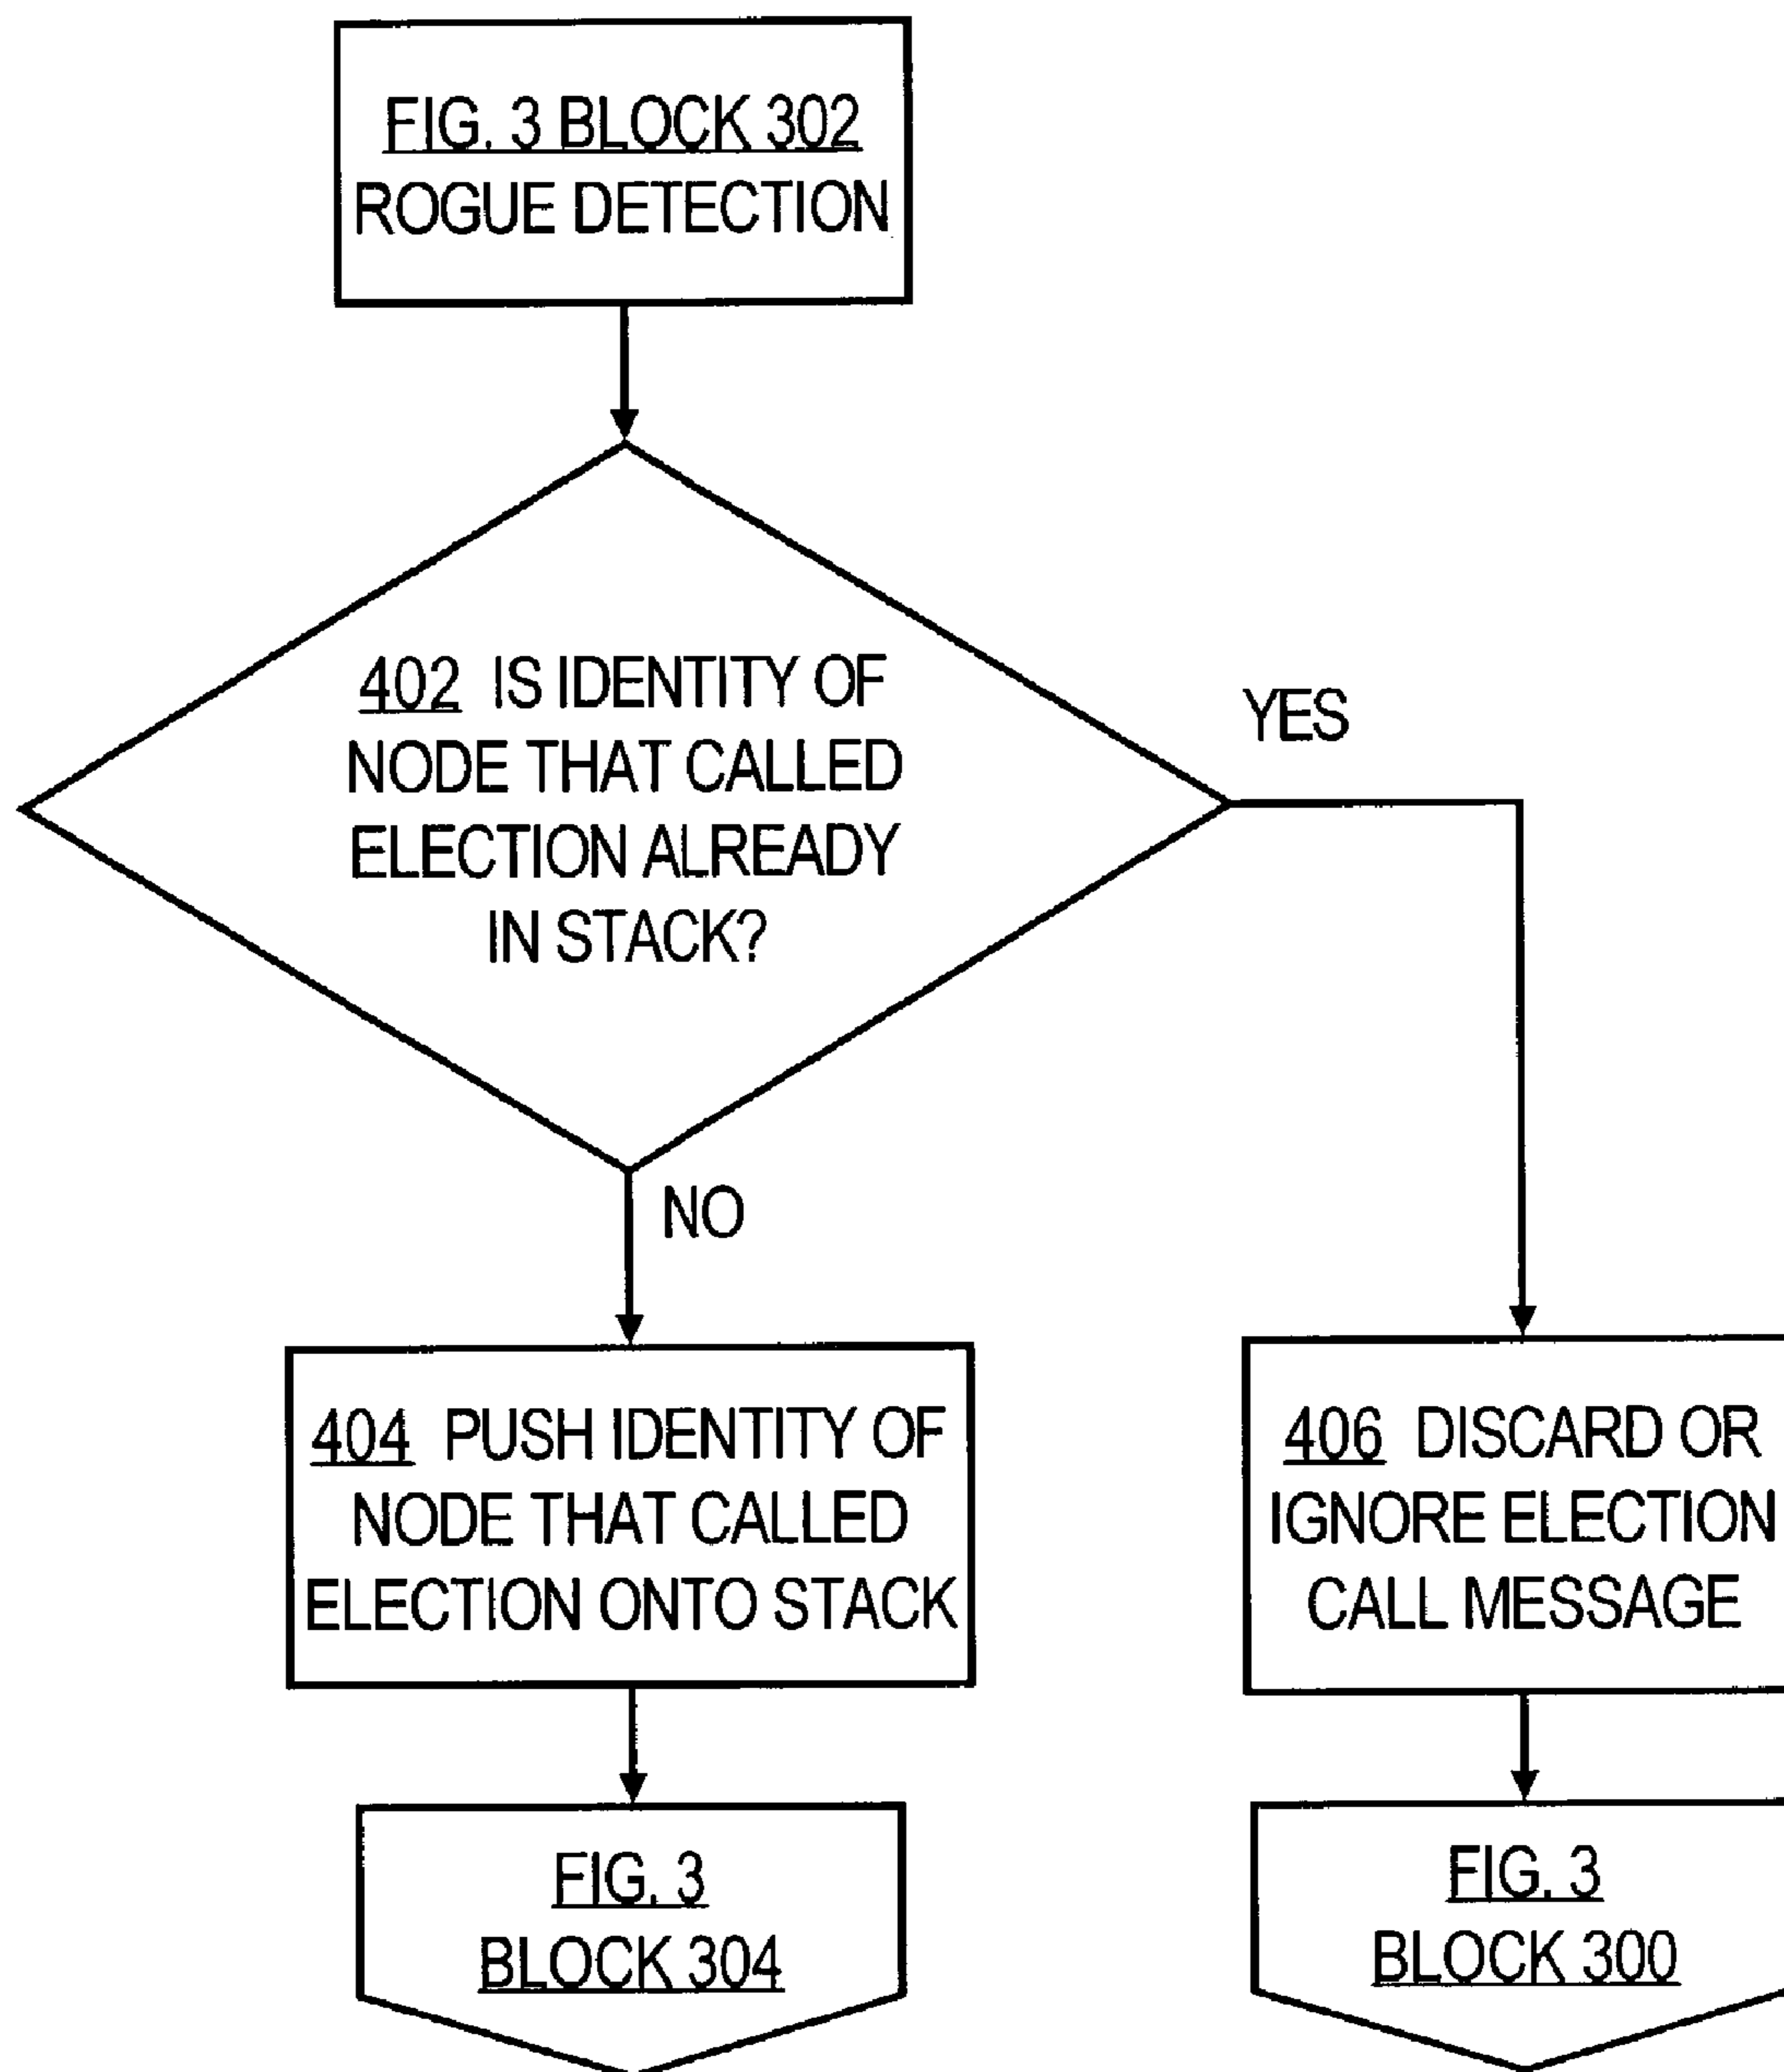 FIG. 3 BLOCK 302
ROGUE DETECTION
402 IS IDENTITY OF
NODE THAT CALLED
ELECTION ALREADY
IN STACK?
YES
NO
404 PUSH IDENTITY OF
NODE THAT CALLED
ELECTION ONTO STACK
406 DISCARD OR
IGNORE ELECTION
CALL MESSAGE
FIG. 3
BLOCK 304
FIG. 3
BLOCK 300